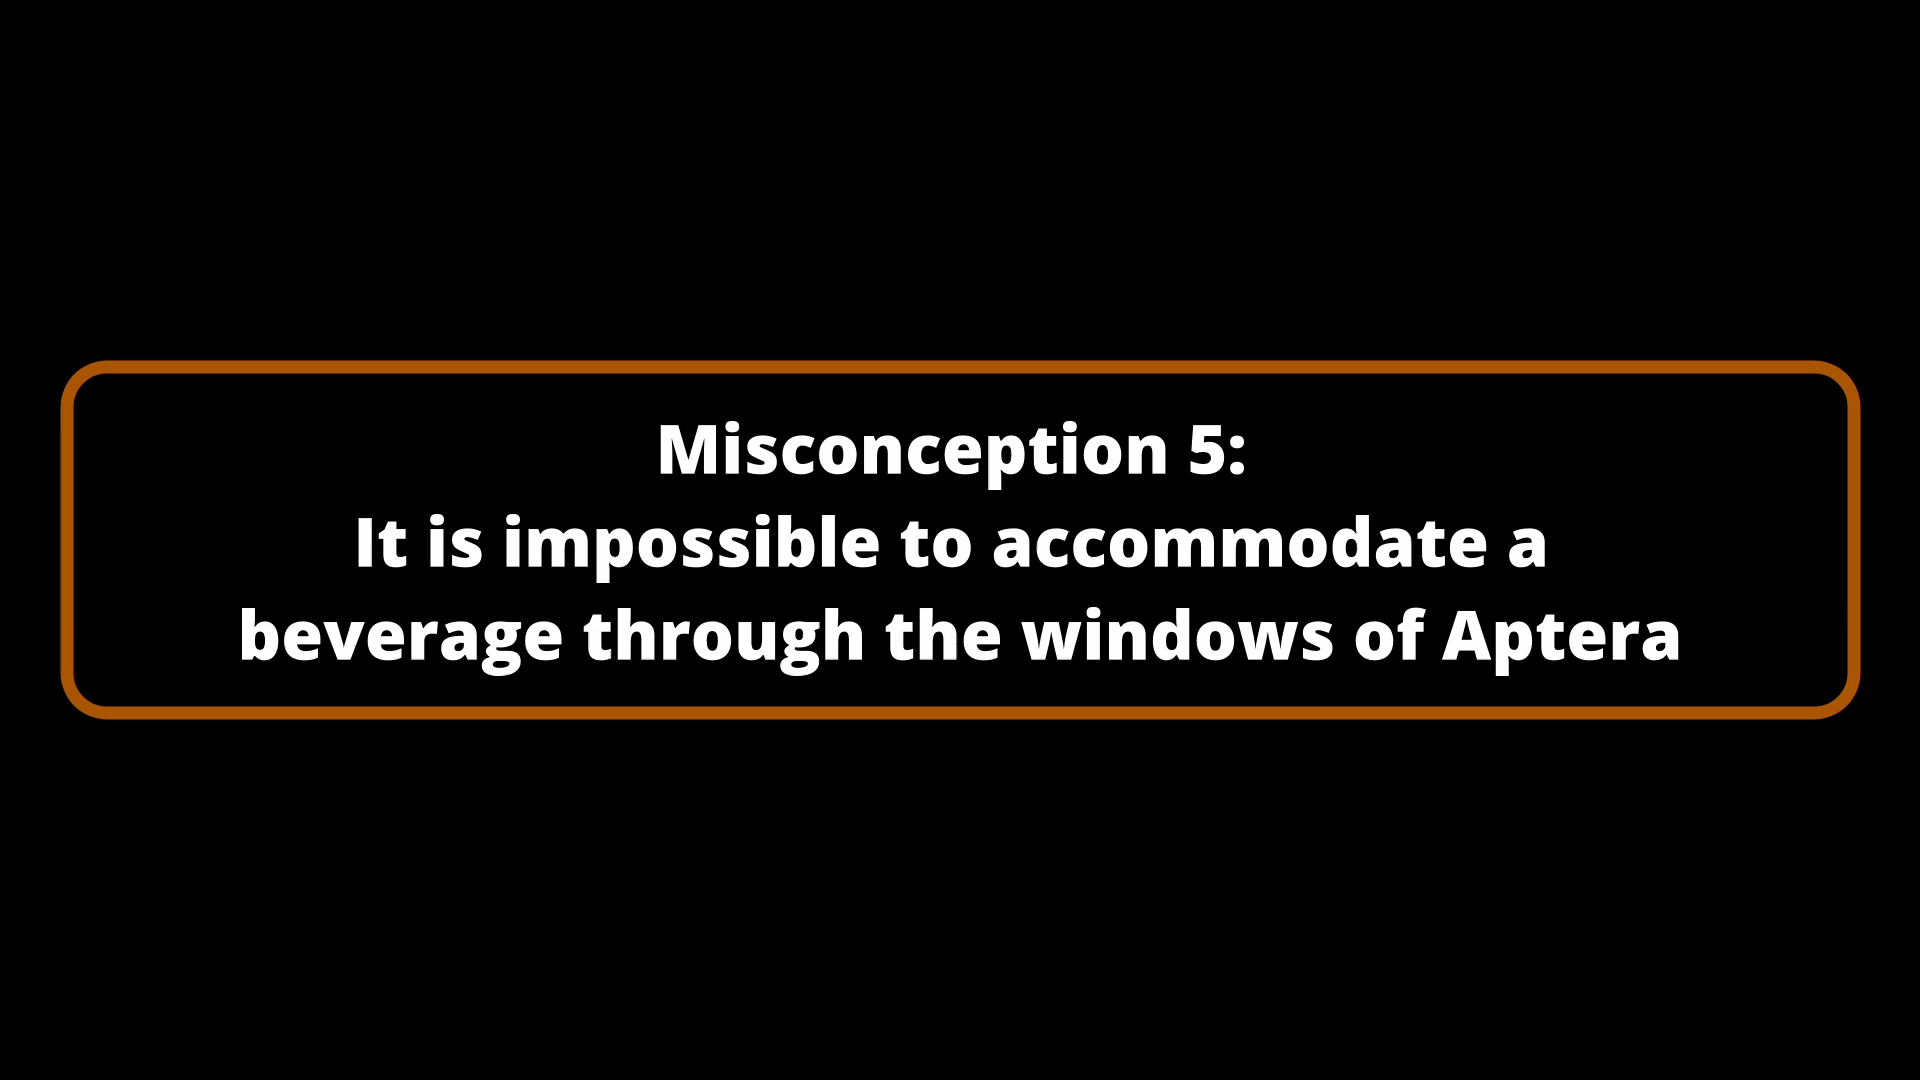 Misconception 5:
It is impossible to accommodate a
beverage through the windows of Aptera